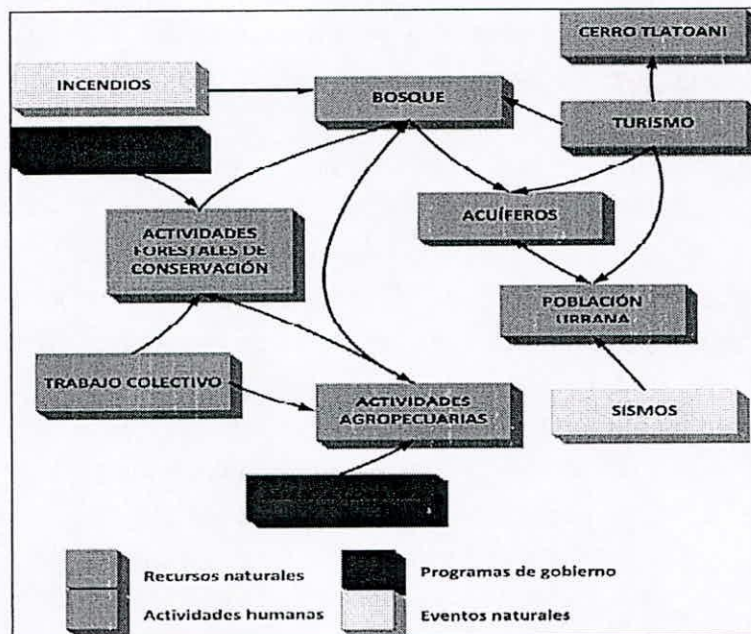 CERRO TLATOANI
INCENDIOS
BOSQUE
TURISMO
ACTIVIDADES
FORESTALES DE
CONSERVACIÓN
ACUÍFEROS
POBLACIÓN
URBANA
TRABAJO COLECTIVO
ACTIVIDADES
AGROPECUARIAS
SÍSMOS
Recursos naturales
Programas de gobierno
Actividades humanas
Eventos naturales